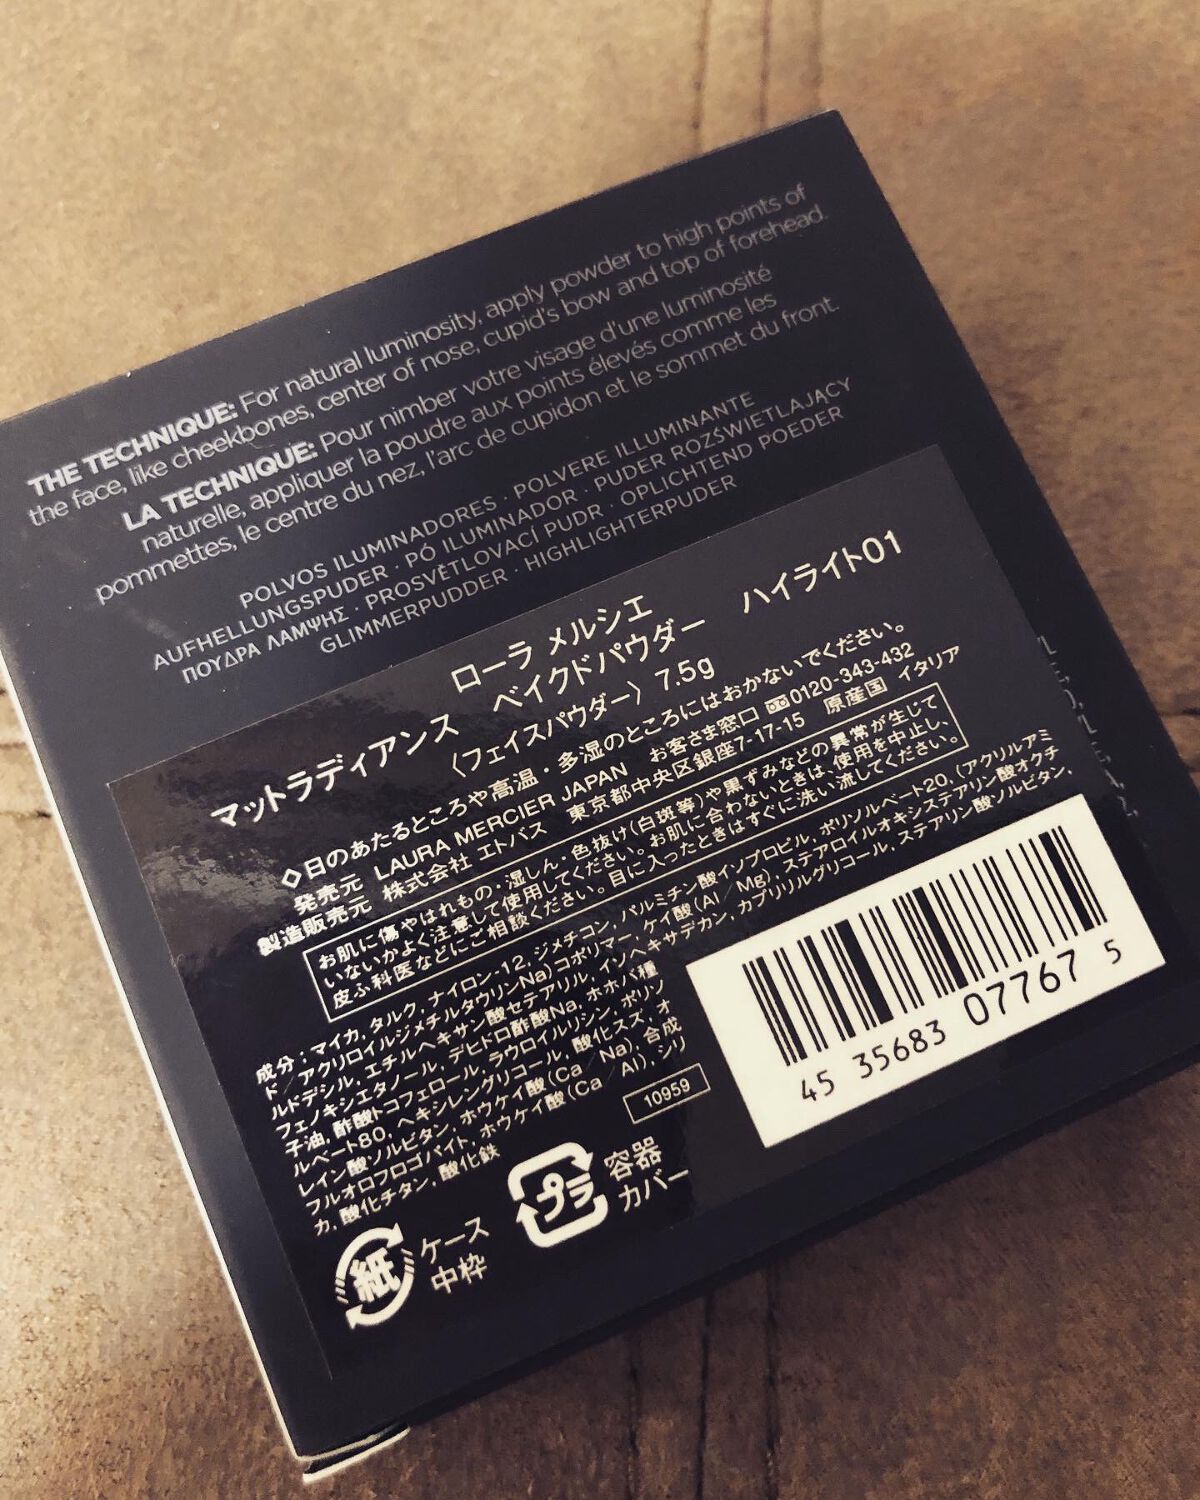 THE TECHNIQUE: For natural luminosity, apply powder to high points of
the face, like cheekbones, center of nose, cupid's bow and top of forehead.
LA TECHNIQUE: Pour nimber votre visage d'une luminosité
naturelle, appliquer la poudre aux points élevés comme les
pommettes, le centre du nez, l'arc de cupidon et le sommet du front.
POLVOS ILUMINADORES · POLVERE ILLUMINANTE
AUFHELLUNGSPUDER · PÓ ILUMINADOR · PUDER ROZŚWIETLAJĄCY
ΠΟΥΔΡΑ ΛΑΜΨΗΣ · PROSVĚTLOVACÍ PUDR · OPLICHTEND POEDER
GLIMMERPUDDER · HIGHLIGHTERPUDER
ローラ メルシエ
マットラディアンス ベイクドパウダー ハイライト01
〈フェイスパウダー〉 7.5g
◇日のあたるところや高温・多湿のところにはおかないでください。
発売元 LAURA MERCIER JAPAN お客さま窓口 0120-343-432
製造販売元 株式会社 エトバス 東京都中央区銀座7-17-15 原産国 イタリア
お肌に傷やはれもの・湿しん・色抜け(白斑等)や黒ずみなどの異常が生じて
いないかよく注意して使用してください。お肌に合わないときは、使用を中止し、
皮ふ科医などにご相談ください。目に入ったときはすぐに洗い流してください。
成分：マイカ, タルク, ナイロン-12, ジメチコン, パルミチン酸イソプロピル, ポリソルベート20, (アクリルアミ
ド／アクリロイルジメチルタウリンNa)コポリマー, ケイ酸(Al／Mg), ステアロイルオキシステアリン酸オクチ
ルドデシル, エチルヘキサン酸セテアリル, イソヘキサデカン, カプリリルグリコール, ステアリン酸ソルビタン,
フェノキシエタノール, デヒドロ酢酸Na, ホホバ種
子油, 酢酸トコフェロール, ラウロイルリシン, ポリソ
ルベート80, ヘキシレングリコール, 酸化スズ, オ
レイン酸ソルビタン, ホウケイ酸(Ca／Na), 合成
フルオロフロゴパイト, ホウケイ酸(Ca／Al), シリ
カ, 酸化チタン, 酸化鉄
10959
45 35683 07767 5
プラ 容器
カバー
紙 ケース
中枠